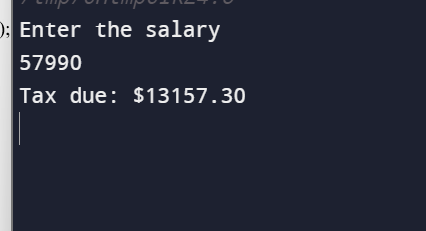 );
Enter the salary
57990
Tax due: $13157.30